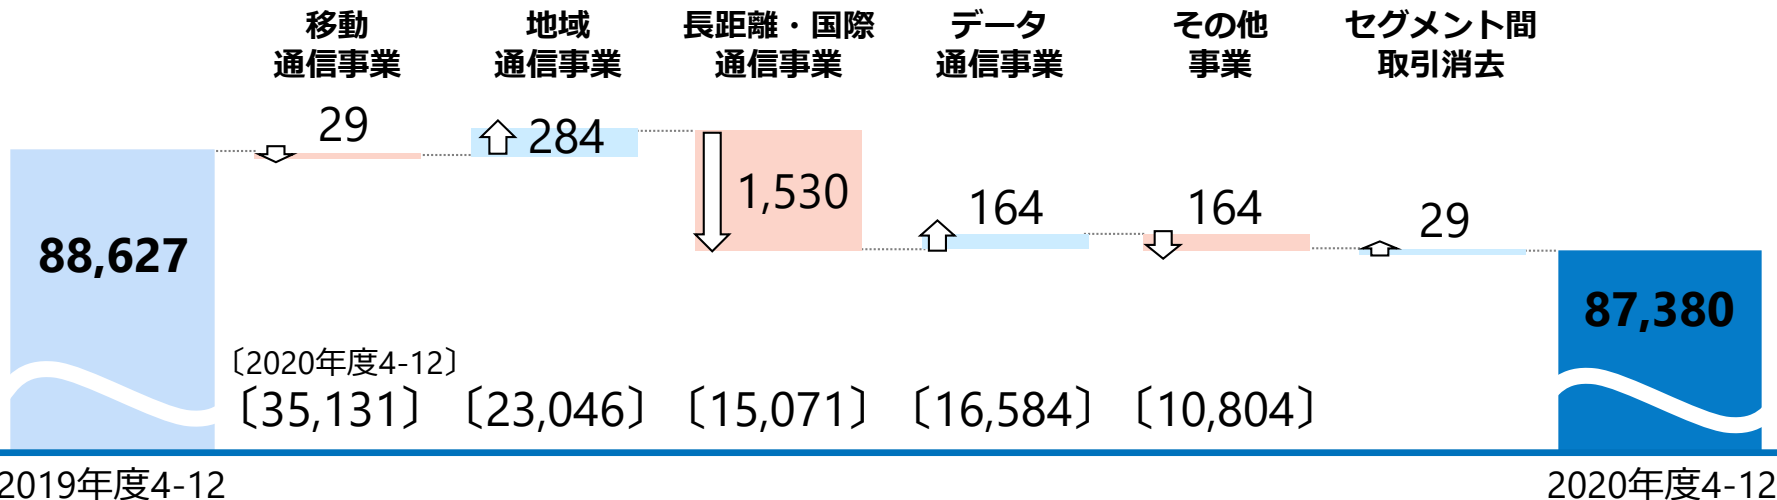 移動
通信事業
地域
通信事業
長距離・国際
通信事業
データ
通信事業
その他
事業
セグメント間
取引消去
29
284
1,530
164
164
29
88,627
87,380
〔2020年度4-12〕
〔35,131〕
〔23,046〕
〔15,071〕
〔16,584〕
〔10,804〕
2019年度4-12
2020年度4-12